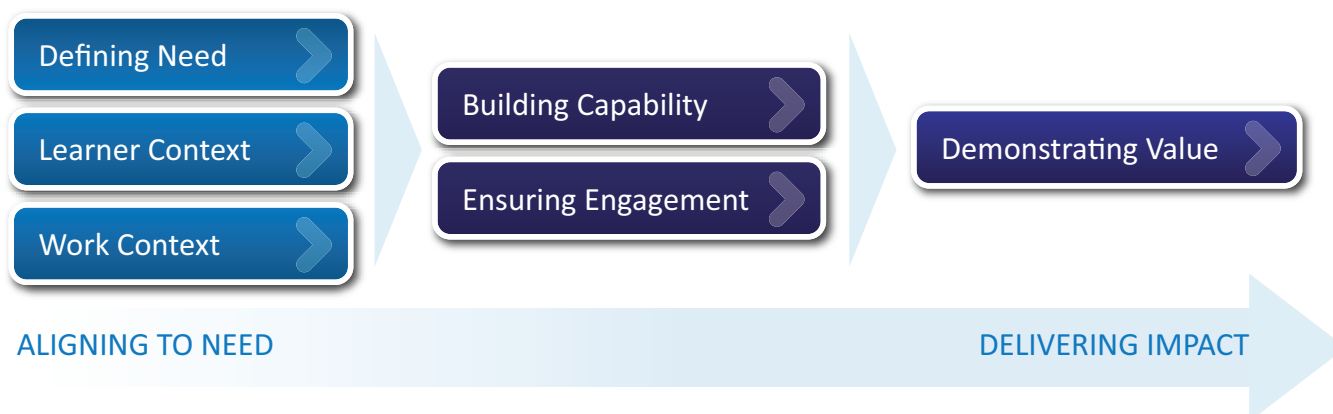 Defining Need
Learner Context
Work Context
Building Capability
Ensuring Engagement
Demonstrating Value
ALIGNING TO NEED
DELIVERING IMPACT